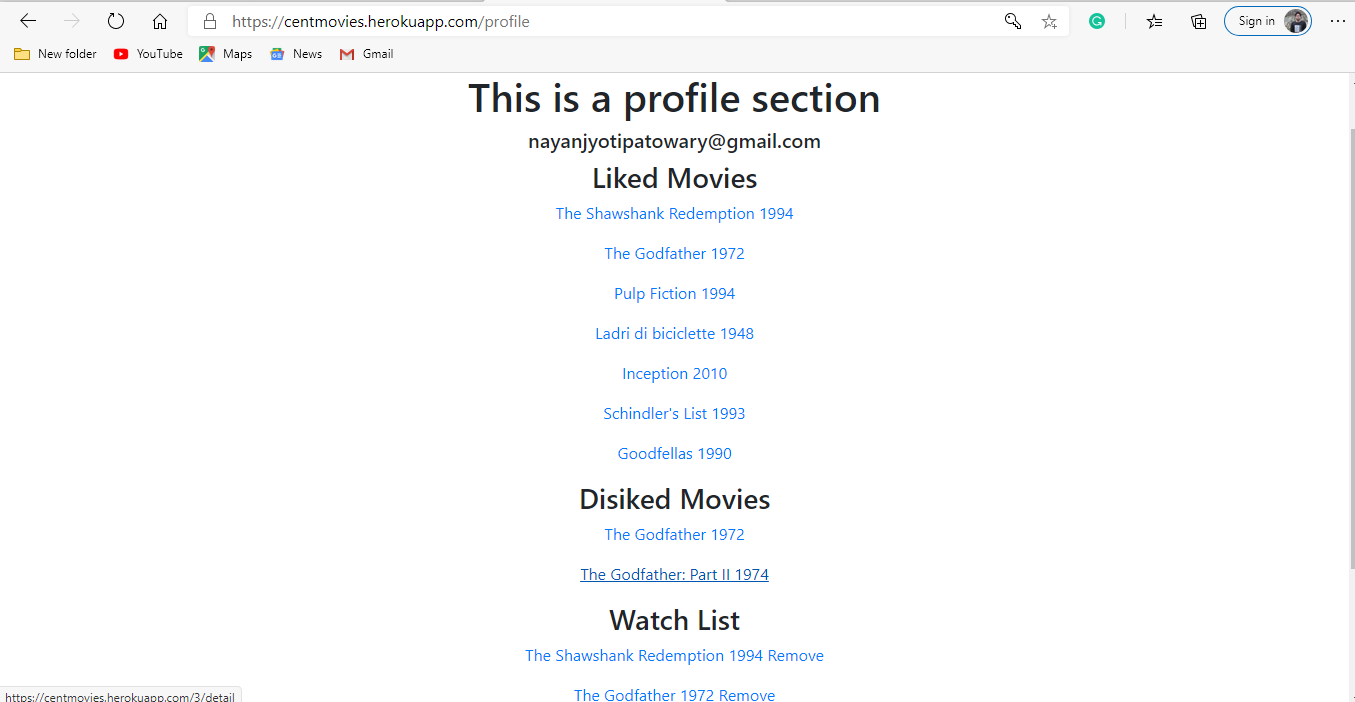 https://centmovies.herokuapp.com/profile
Sign in
New folder YouTube Maps News Gmail
This is a profile section
nayanjyotipatowary@gmail.com
Liked Movies
The Shawshank Redemption 1994
The Godfather 1972
Pulp Fiction 1994
Ladri di biciclette 1948
Inception 2010
Schindler's List 1993
Goodfellas 1990
Disiked Movies
The Godfather 1972
The Godfather: Part II 1974
Watch List
The Shawshank Redemption 1994 Remove
The Godfather 1972 Remove
https://centmovies.herokuapp.com/3/detail